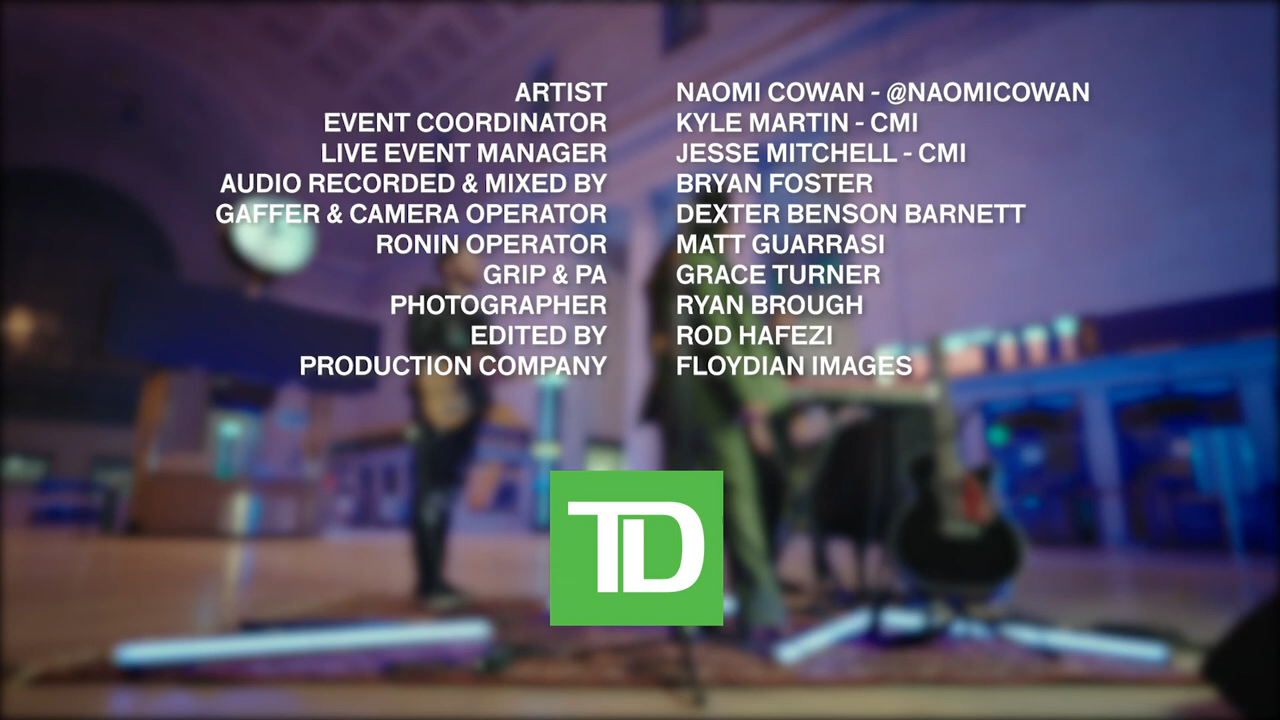 ARTIST NAOMI COWAN - @NAOMICOWAN
EVENT COORDINATOR KYLE MARTIN - CMI
LIVE EVENT MANAGER JESSE MITCHELL - CMI
AUDIO RECORDED & MIXED BY BRYAN FOSTER
GAFFER & CAMERA OPERATOR DEXTER BENSON BARNETT
RONIN OPERATOR MATT GUARRASI
GRIP & PA GRACE TURNER
PHOTOGRAPHER RYAN BROUGH
EDITED BY ROD HAFEZI
PRODUCTION COMPANY FLOYDIAN IMAGES
TD